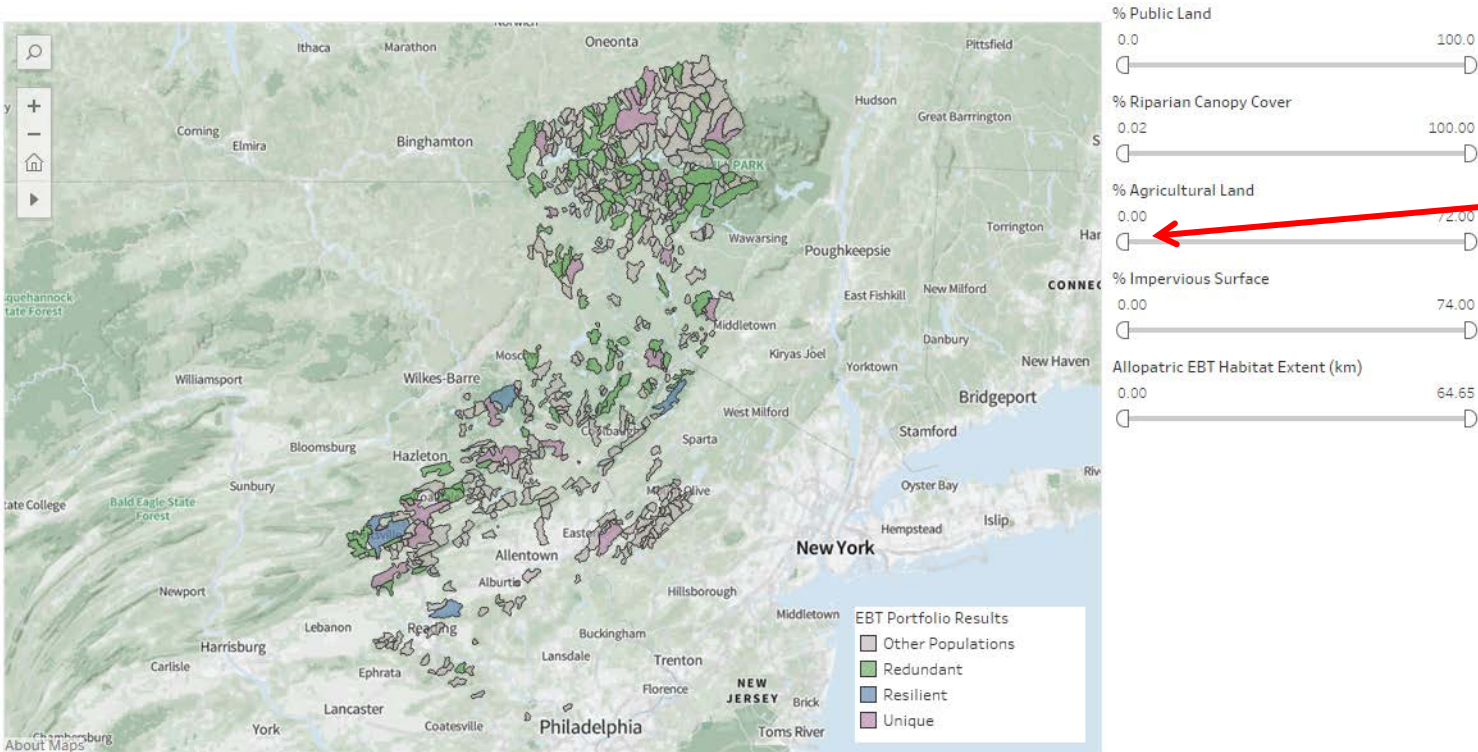 Norwich
Ithaca
Marathon
Oneonta
Pittsfield
Hudson
Great Barrington
Corning
Elmira
Binghamton
PARK
Wawarsing
Poughkeepsie
Torrington
East Fishkill
New Milford
CONNEC
Middletown
Danbury
Kiryas Joel
Yorktown
New Haven
Williamsport
Wilkes-Barre
Bridgeport
West Milford
Stamford
Bloomsburg
Hazleton
Sparta
Sunbury
tate College
Bald Eagle State
Forest
Oyster Bay
Hempstead
Islip
Allentown
New York
Alburtis
Newport
Hillsborough
Middletown
Lebanon
Reading
Buckingham
Harrisburg
Carlisle
Ephrata
Lansdale
Trenton
Florence
NEW
JERSEY
Brick
Lancaster
York
Coatesville
Philadelphia
Toms River
Chambersburg
About Maps
EBT Portfolio Results
Other Populations
Redundant
Resilient
Unique
% Public Land
0.0 100.0
% Riparian Canopy Cover
0.02 100.00
% Agricultural Land
0.00 72.00
% Impervious Surface
0.00 74.00
Allopatric EBT Habitat Extent (km)
0.00 64.65